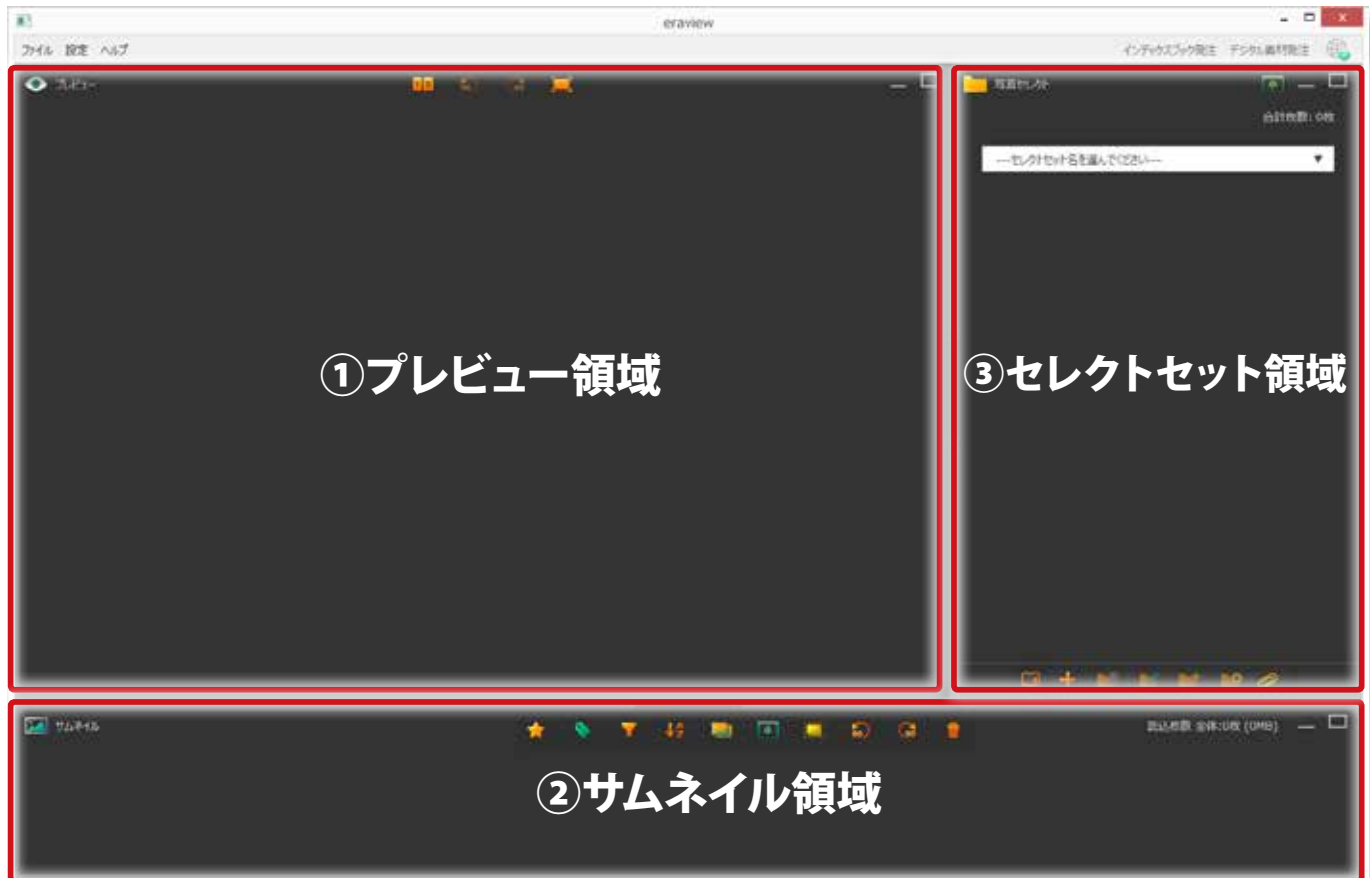 eraview
ファイル 設定 ヘルプ
インデックスブック発注 デジタル素材発注
プレビュー
写真セレクト
合計枚数: 0枚
---セレクトセット名を選んでください---
①プレビュー領域
③セレクトセット領域
サムネイル
読込枚数 全体:0枚 (0MB)
②サムネイル領域